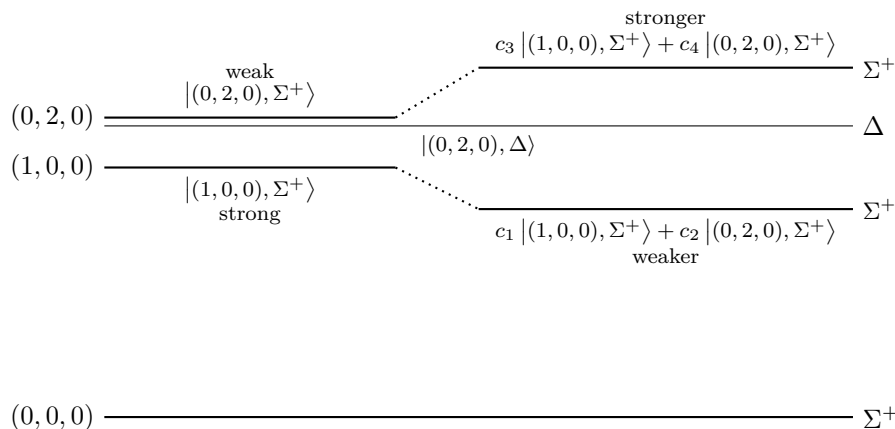 stronger
c₃ |(1, 0, 0), Σ⁺⟩ + c₄ |(0, 2, 0), Σ⁺⟩
Σ⁺
weak
|(0, 2, 0), Σ⁺⟩
(0, 2, 0)
Δ
|(0, 2, 0), Δ⟩
(1, 0, 0)
|(1, 0, 0), Σ⁺⟩
strong
Σ⁺
c₁ |(1, 0, 0), Σ⁺⟩ + c₂ |(0, 2, 0), Σ⁺⟩
weaker
(0, 0, 0)
Σ⁺